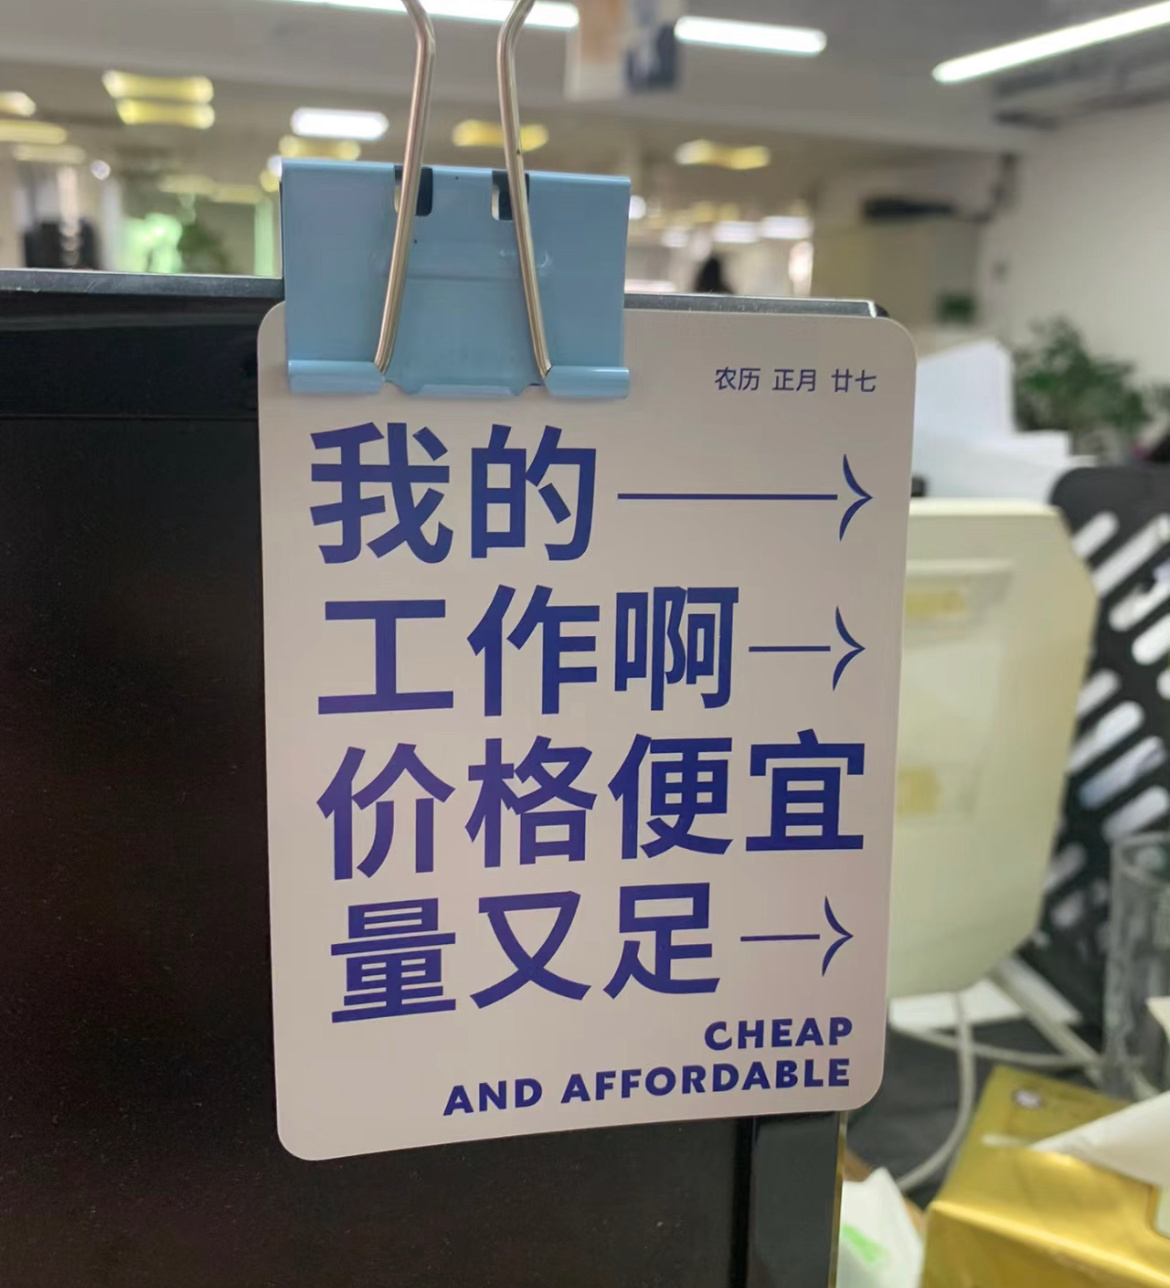 农历 正月 廿七
我的
工作啊
价格便宜
量又足
CHEAP
AND AFFORDABLE